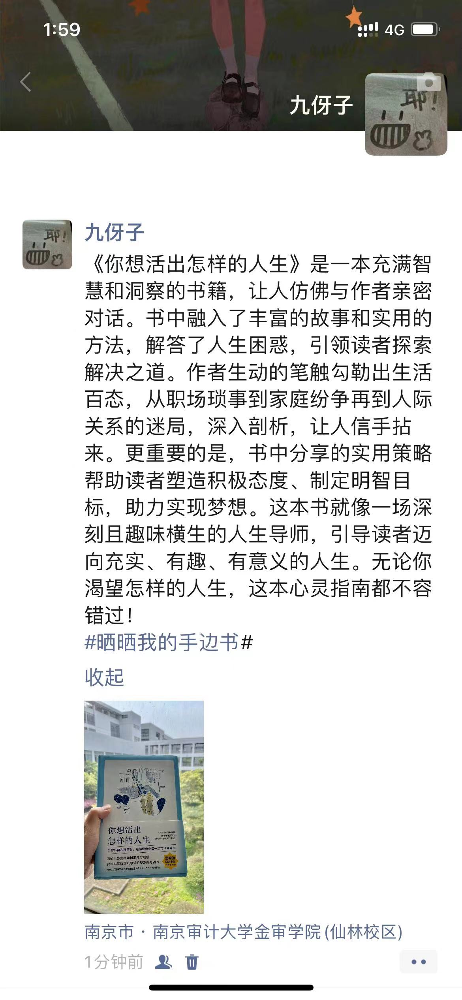 1:59
4G
耶!
九伢子
耶!
九伢子
《你想活出怎样的人生》是一本充满智
慧和洞察的书籍，让人仿佛与作者亲密
对话。书中融入了丰富的故事和实用的
方法，解答了人生困惑，引领读者探索
解决之道。作者生动的笔触勾勒出生活
百态，从职场琐事到家庭纷争再到人际
关系的迷局，深入剖析，让人信手拈
来。更重要的是，书中分享的实用策略
帮助读者塑造积极态度、制定明智目
标，助力实现梦想。这本书就像一场深
刻且趣味横生的人生导师，引导读者迈
向充实、有趣、有意义的人生。无论你
渴望怎样的人生，这本心灵指南都不容
错过！
#晒晒我的手边书#
收起
你想活出
怎样的人生
当你怀疑和迷茫时，这部经典小说一定可以帮到你
无论世界变得如何混乱与残酷
我们也能决定以怎样的姿态好好活着
宫崎骏
同名电影
南京市·南京审计大学金审学院(仙林校区)
1分钟前